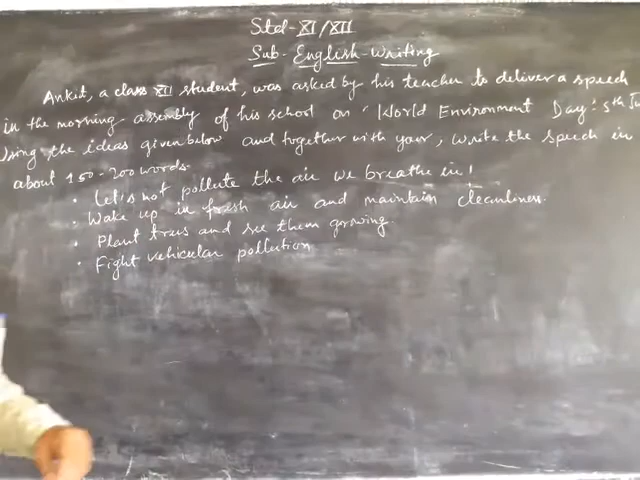 Std-XI/XII
Sub-English-Writing
Ankit, a class XII student, was asked by his teacher to deliver a speech
in the morning assembly of his school on 'World Environment Day: 5th
Using the ideas given below and together with your, Write the speech in
about 150-200 words.
• Let's not pollute the air we breathe in!
• Wake up in fresh air and maintain cleanliness.
• Plant trees and see them growing
• Fight vehicular pollution